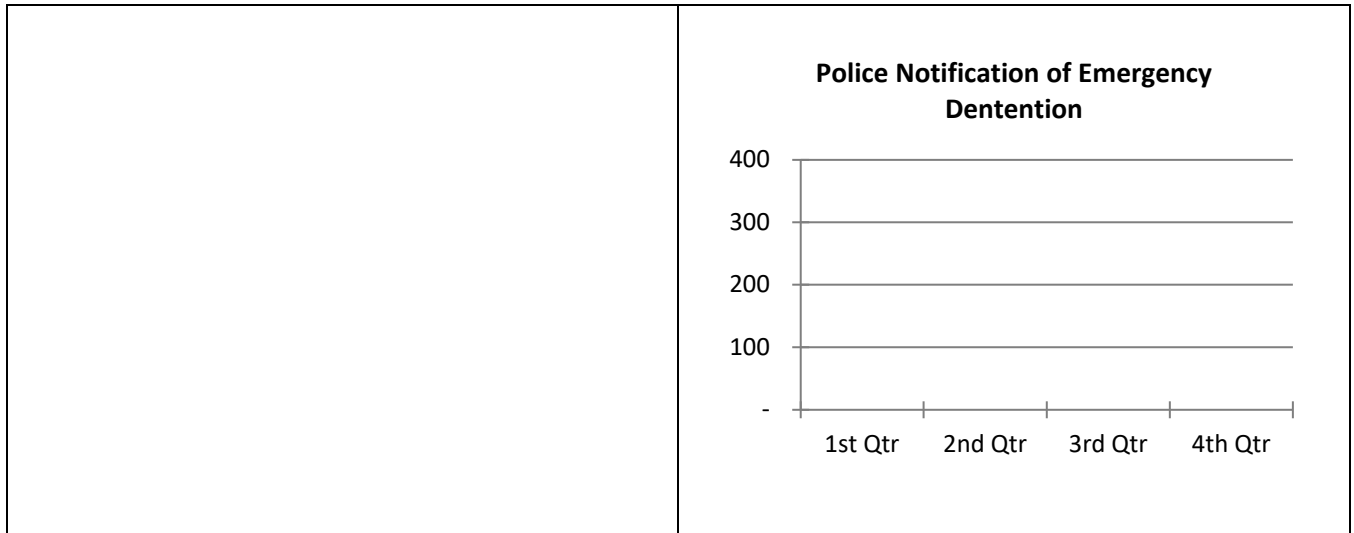 Police Notification of Emergency
Dentention
400
300
200
100
-
1st Qtr 2nd Qtr 3rd Qtr 4th Qtr